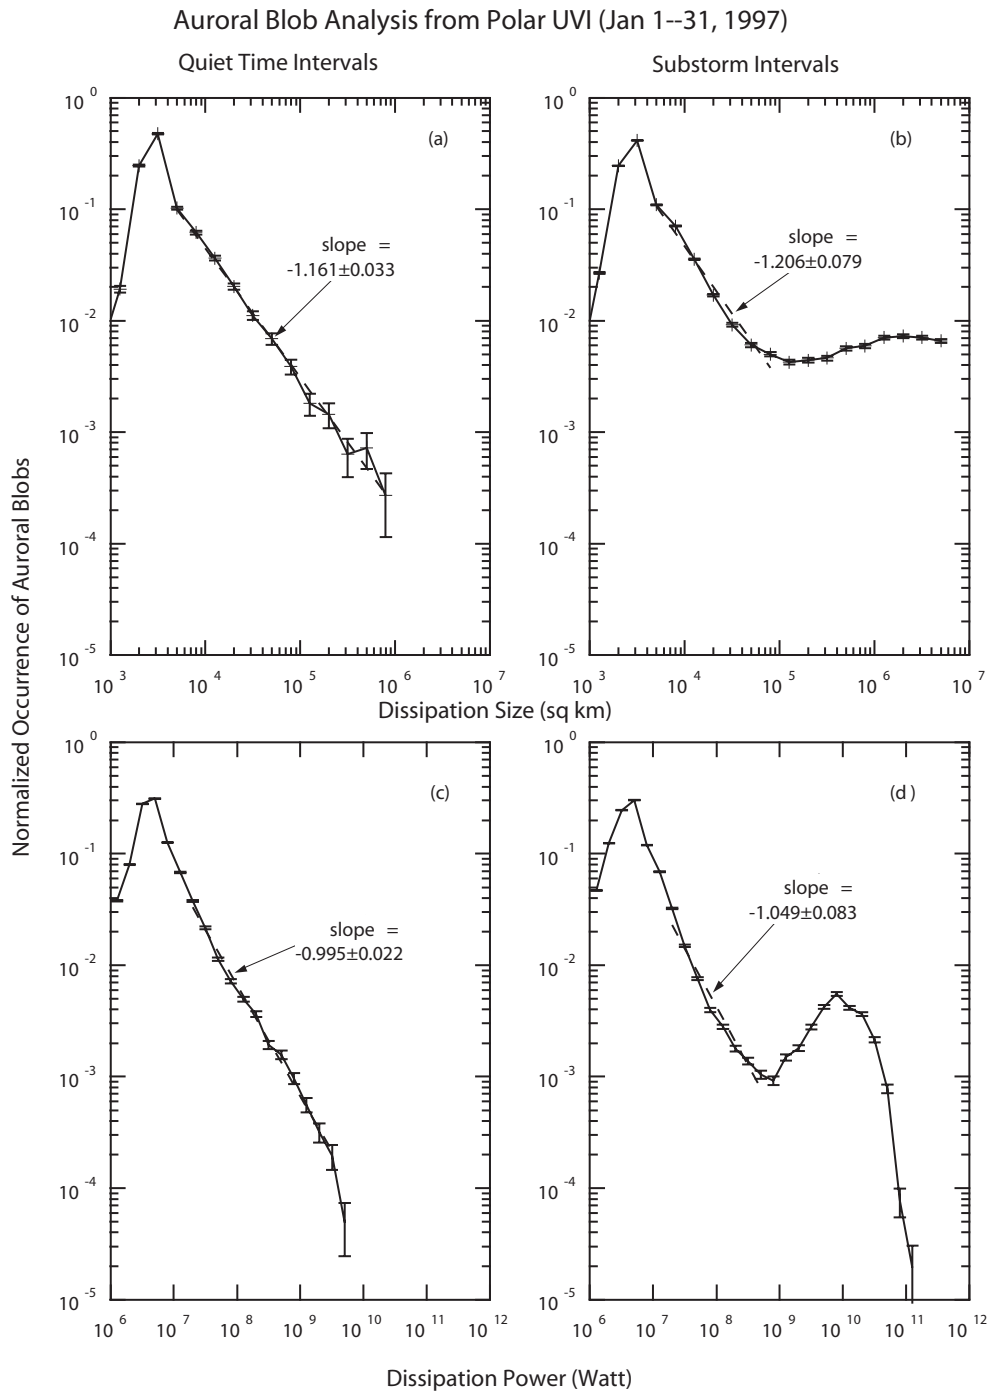 Auroral Blob Analysis from Polar UVI (Jan 1--31, 1997)
Quiet Time Intervals
Substorm Intervals
Normalized Occurrence of Auroral Blobs
(a)
10 0
10 -1
10 -2
10 -3
10 -4
10 -5
slope =
-1.161±0.033
10 3 10 4 10 5 10 6 10 7
(b)
10 0
10 -1
10 -2
10 -3
10 -4
10 -5
slope =
-1.206±0.079
10 3 10 4 10 5 10 6 10 7
Dissipation Size (sq km)
(c)
10 0
10 -1
10 -2
10 -3
10 -4
10 -5
slope =
-0.995±0.022
10 6 10 7 10 8 10 9 10 10 10 11 10 12
(d )
10 0
10 -1
10 -2
10 -3
10 -4
10 -5
slope =
-1.049±0.083
10 6 10 7 10 8 10 9 10 10 10 11 10 12
Dissipation Power (Watt)